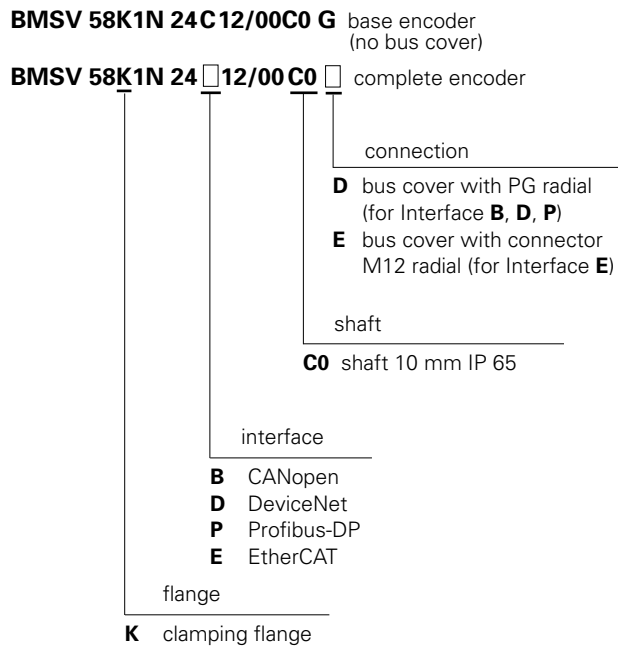 BMSV 58K1N 24C12/00C0 G base encoder
(no bus cover)
BMSV 58K1N 24 □ 12/00 C0 □ complete encoder
connection
D bus cover with PG radial
(for Interface B, D, P)
E bus cover with connector
M12 radial (for Interface E)
shaft
C0 shaft 10 mm IP 65
interface
B CANopen
D DeviceNet
P Profibus-DP
E EtherCAT
flange
K clamping flange